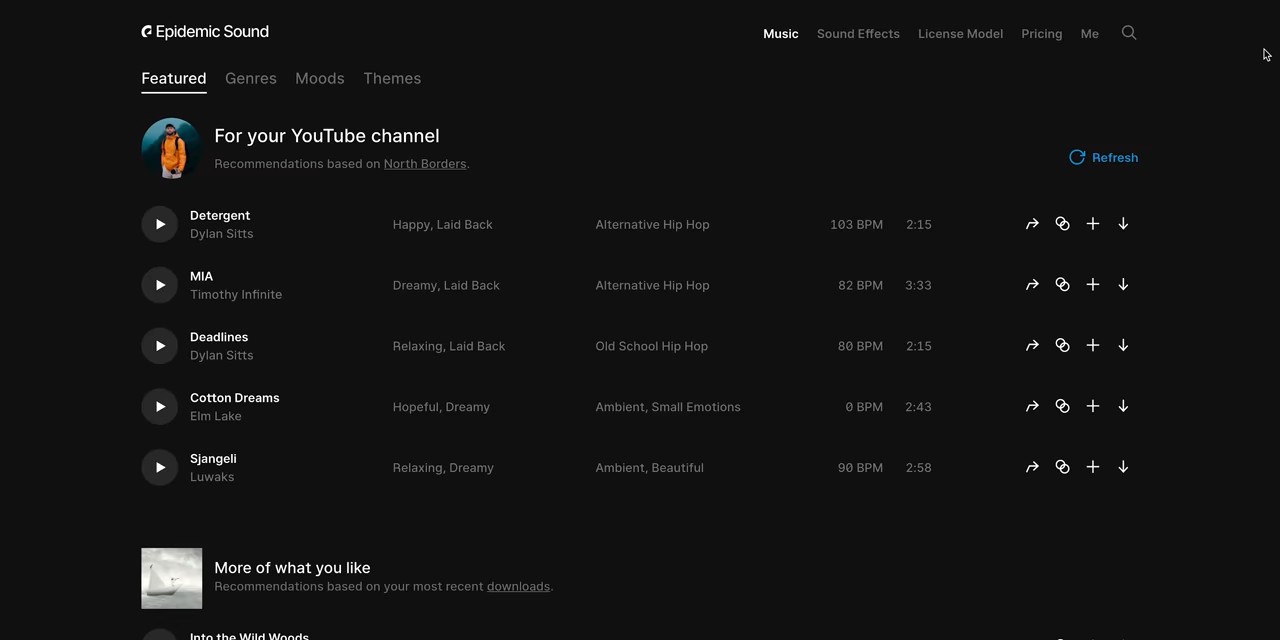 Epidemic Sound
Music Sound Effects License Model Pricing Me
Featured Genres Moods Themes
For your YouTube channel
Recommendations based on North Borders.
Refresh
Detergent
Dylan Sitts
Happy, Laid Back
Alternative Hip Hop
103 BPM
2:15
MIA
Timothy Infinite
Dreamy, Laid Back
Alternative Hip Hop
82 BPM
3:33
Deadlines
Dylan Sitts
Relaxing, Laid Back
Old School Hip Hop
80 BPM
2:15
Cotton Dreams
Elm Lake
Hopeful, Dreamy
Ambient, Small Emotions
0 BPM
2:43
Sjangeli
Luwaks
Relaxing, Dreamy
Ambient, Beautiful
90 BPM
2:58
More of what you like
Recommendations based on your most recent downloads.
Into the Wild Woods